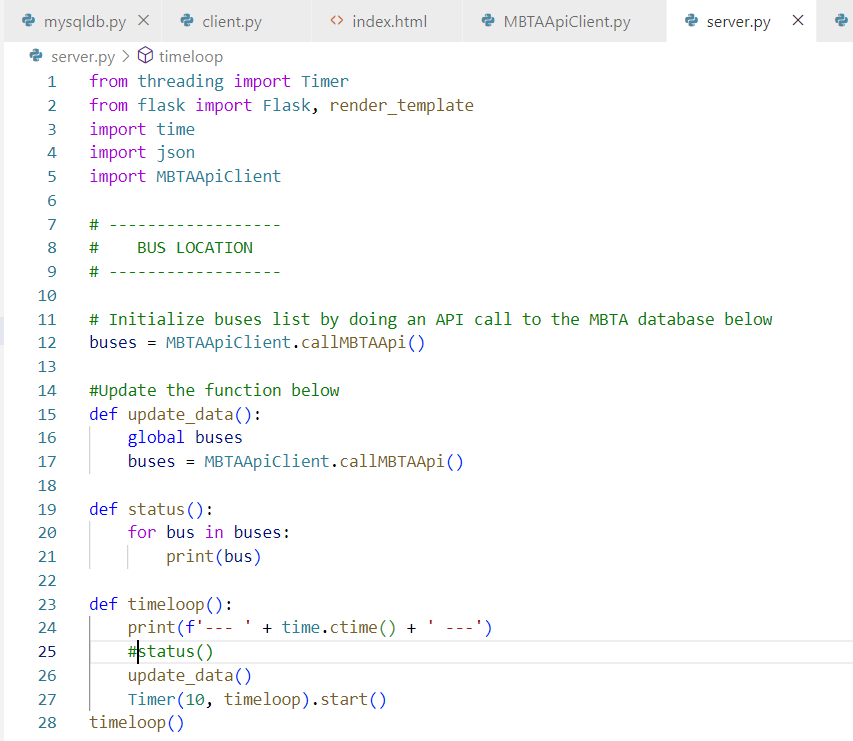 mysqldb.py client.py index.html MBTAApiClient.py server.py
server.py > timeloop
1 from threading import Timer
2 from flask import Flask, render_template
3 import time
4 import json
5 import MBTAApiClient
6
7 # ------------------
8 #    BUS LOCATION
9 # ------------------
10
11 # Initialize buses list by doing an API call to the MBTA database below
12 buses = MBTAApiClient.callMBTAApi()
13
14 #Update the function below
15 def update_data():
16     global buses
17     buses = MBTAApiClient.callMBTAApi()
18
19 def status():
20     for bus in buses:
21         print(bus)
22
23 def timeloop():
24     print(f'--- ' + time.ctime() + ' ---')
25     #status()
26     update_data()
27     Timer(10, timeloop).start()
28 timeloop()